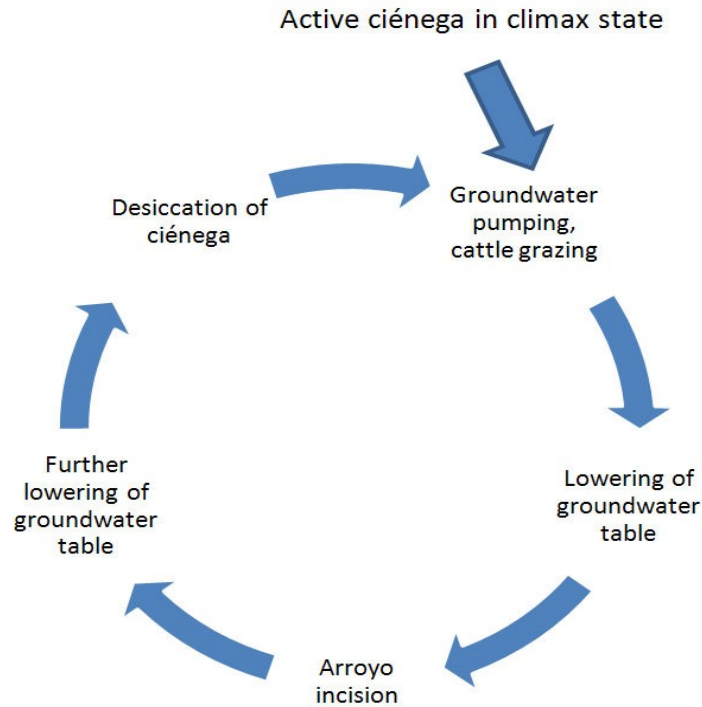 Active ciénega in climax state
Groundwater
pumping,
cattle grazing
Lowering of
groundwater
table
Arroyo
incision
Further
lowering of
groundwater
table
Desiccation of
ciénega